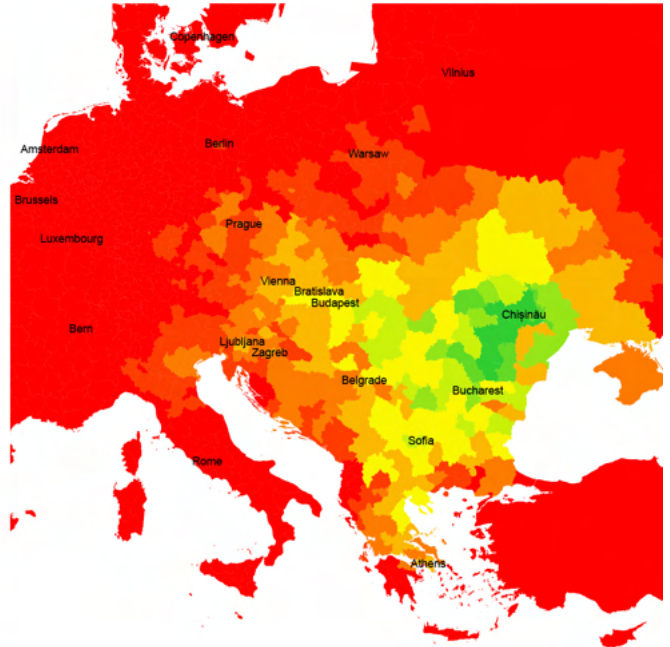 Copenhagen
Vilnius
Berlin
Amsterdam
Warsaw
Brussels
Prague
Luxembourg
Vienna
Bratislava
Budapest
Chișinău
Bern
Ljubljana
Zagreb
Belgrade
Bucharest
Sofia
Rome
Athens